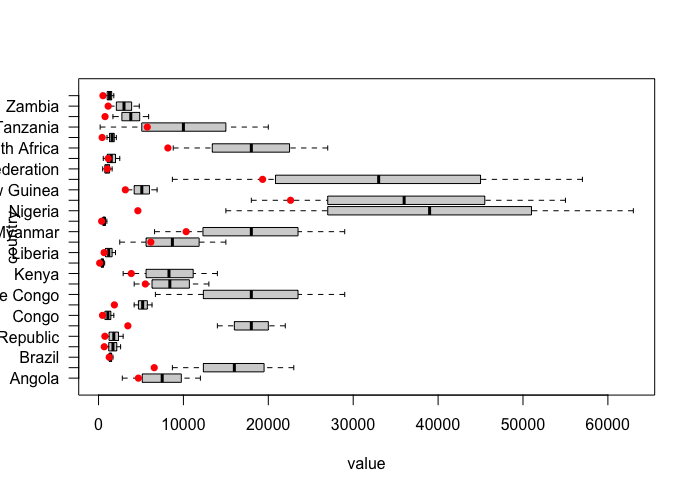 Zambia
Tanzania
th Africa
ederation
w Guinea
Nigeria
country
Myanmar
Liberia
Kenya
e Congo
Congo
Republic
Brazil
Angola
0 10000 20000 30000 40000 50000 60000
value